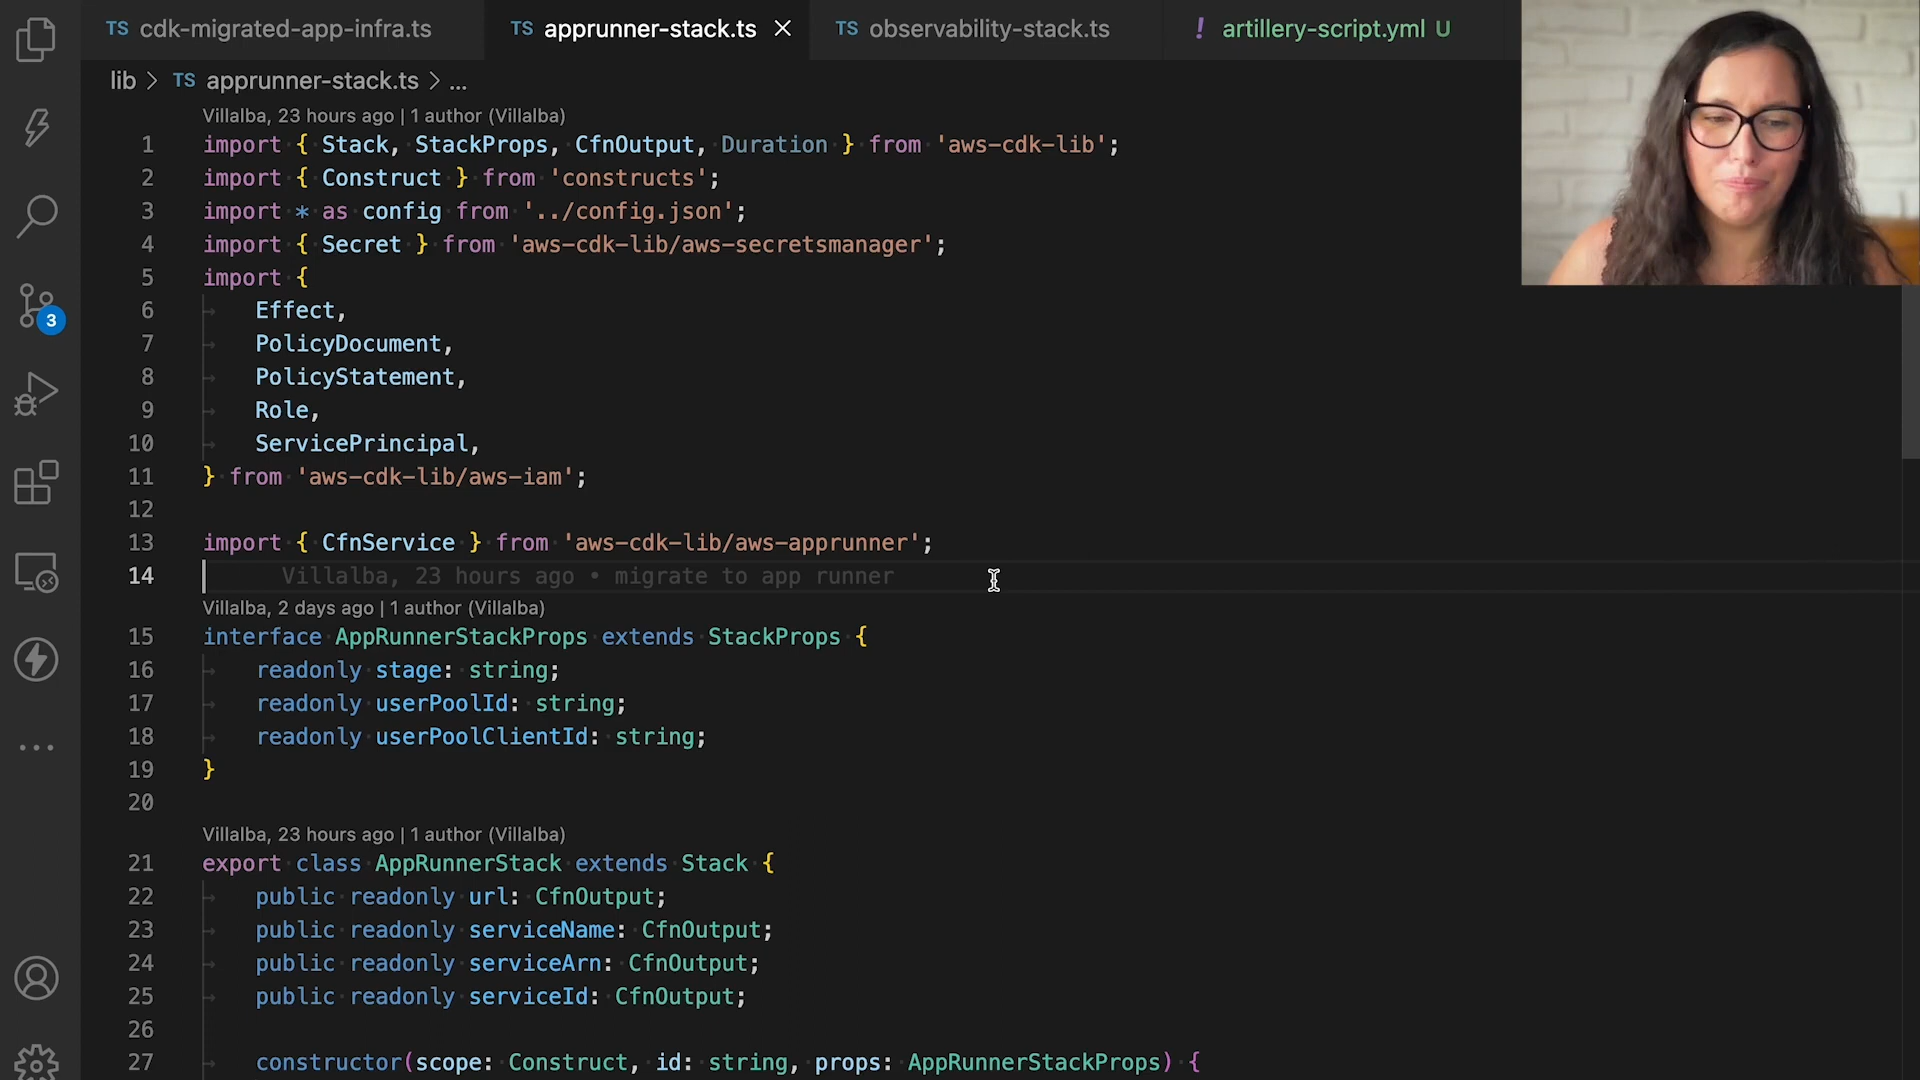 TS cdk-migrated-app-infra.ts
TS apprunner-stack.ts
TS observability-stack.ts
! artillery-script.yml U
lib > TS apprunner-stack.ts > ...
Villalba, 23 hours ago | 1 author (Villalba)
1 import { Stack, StackProps, CfnOutput, Duration } from 'aws-cdk-lib';
2 import { Construct } from 'constructs';
3 import * as config from '../config.json';
4 import { Secret } from 'aws-cdk-lib/aws-secretsmanager';
5 import {
6 Effect,
7 PolicyDocument,
8 PolicyStatement,
9 Role,
10 ServicePrincipal,
11 } from 'aws-cdk-lib/aws-iam';
12
13 import { CfnService } from 'aws-cdk-lib/aws-apprunner';
14 Villalba, 23 hours ago • migrate to app runner
Villalba, 2 days ago | 1 author (Villalba)
15 interface AppRunnerStackProps extends StackProps {
16 readonly stage: string;
17 readonly userPoolId: string;
18 readonly userPoolClientId: string;
19 }
20
Villalba, 23 hours ago | 1 author (Villalba)
21 export class AppRunnerStack extends Stack {
22 public readonly url: CfnOutput;
23 public readonly serviceName: CfnOutput;
24 public readonly serviceArn: CfnOutput;
25 public readonly serviceId: CfnOutput;
26
27 constructor(scope: Construct, id: string, props: AppRunnerStackProps) {
3